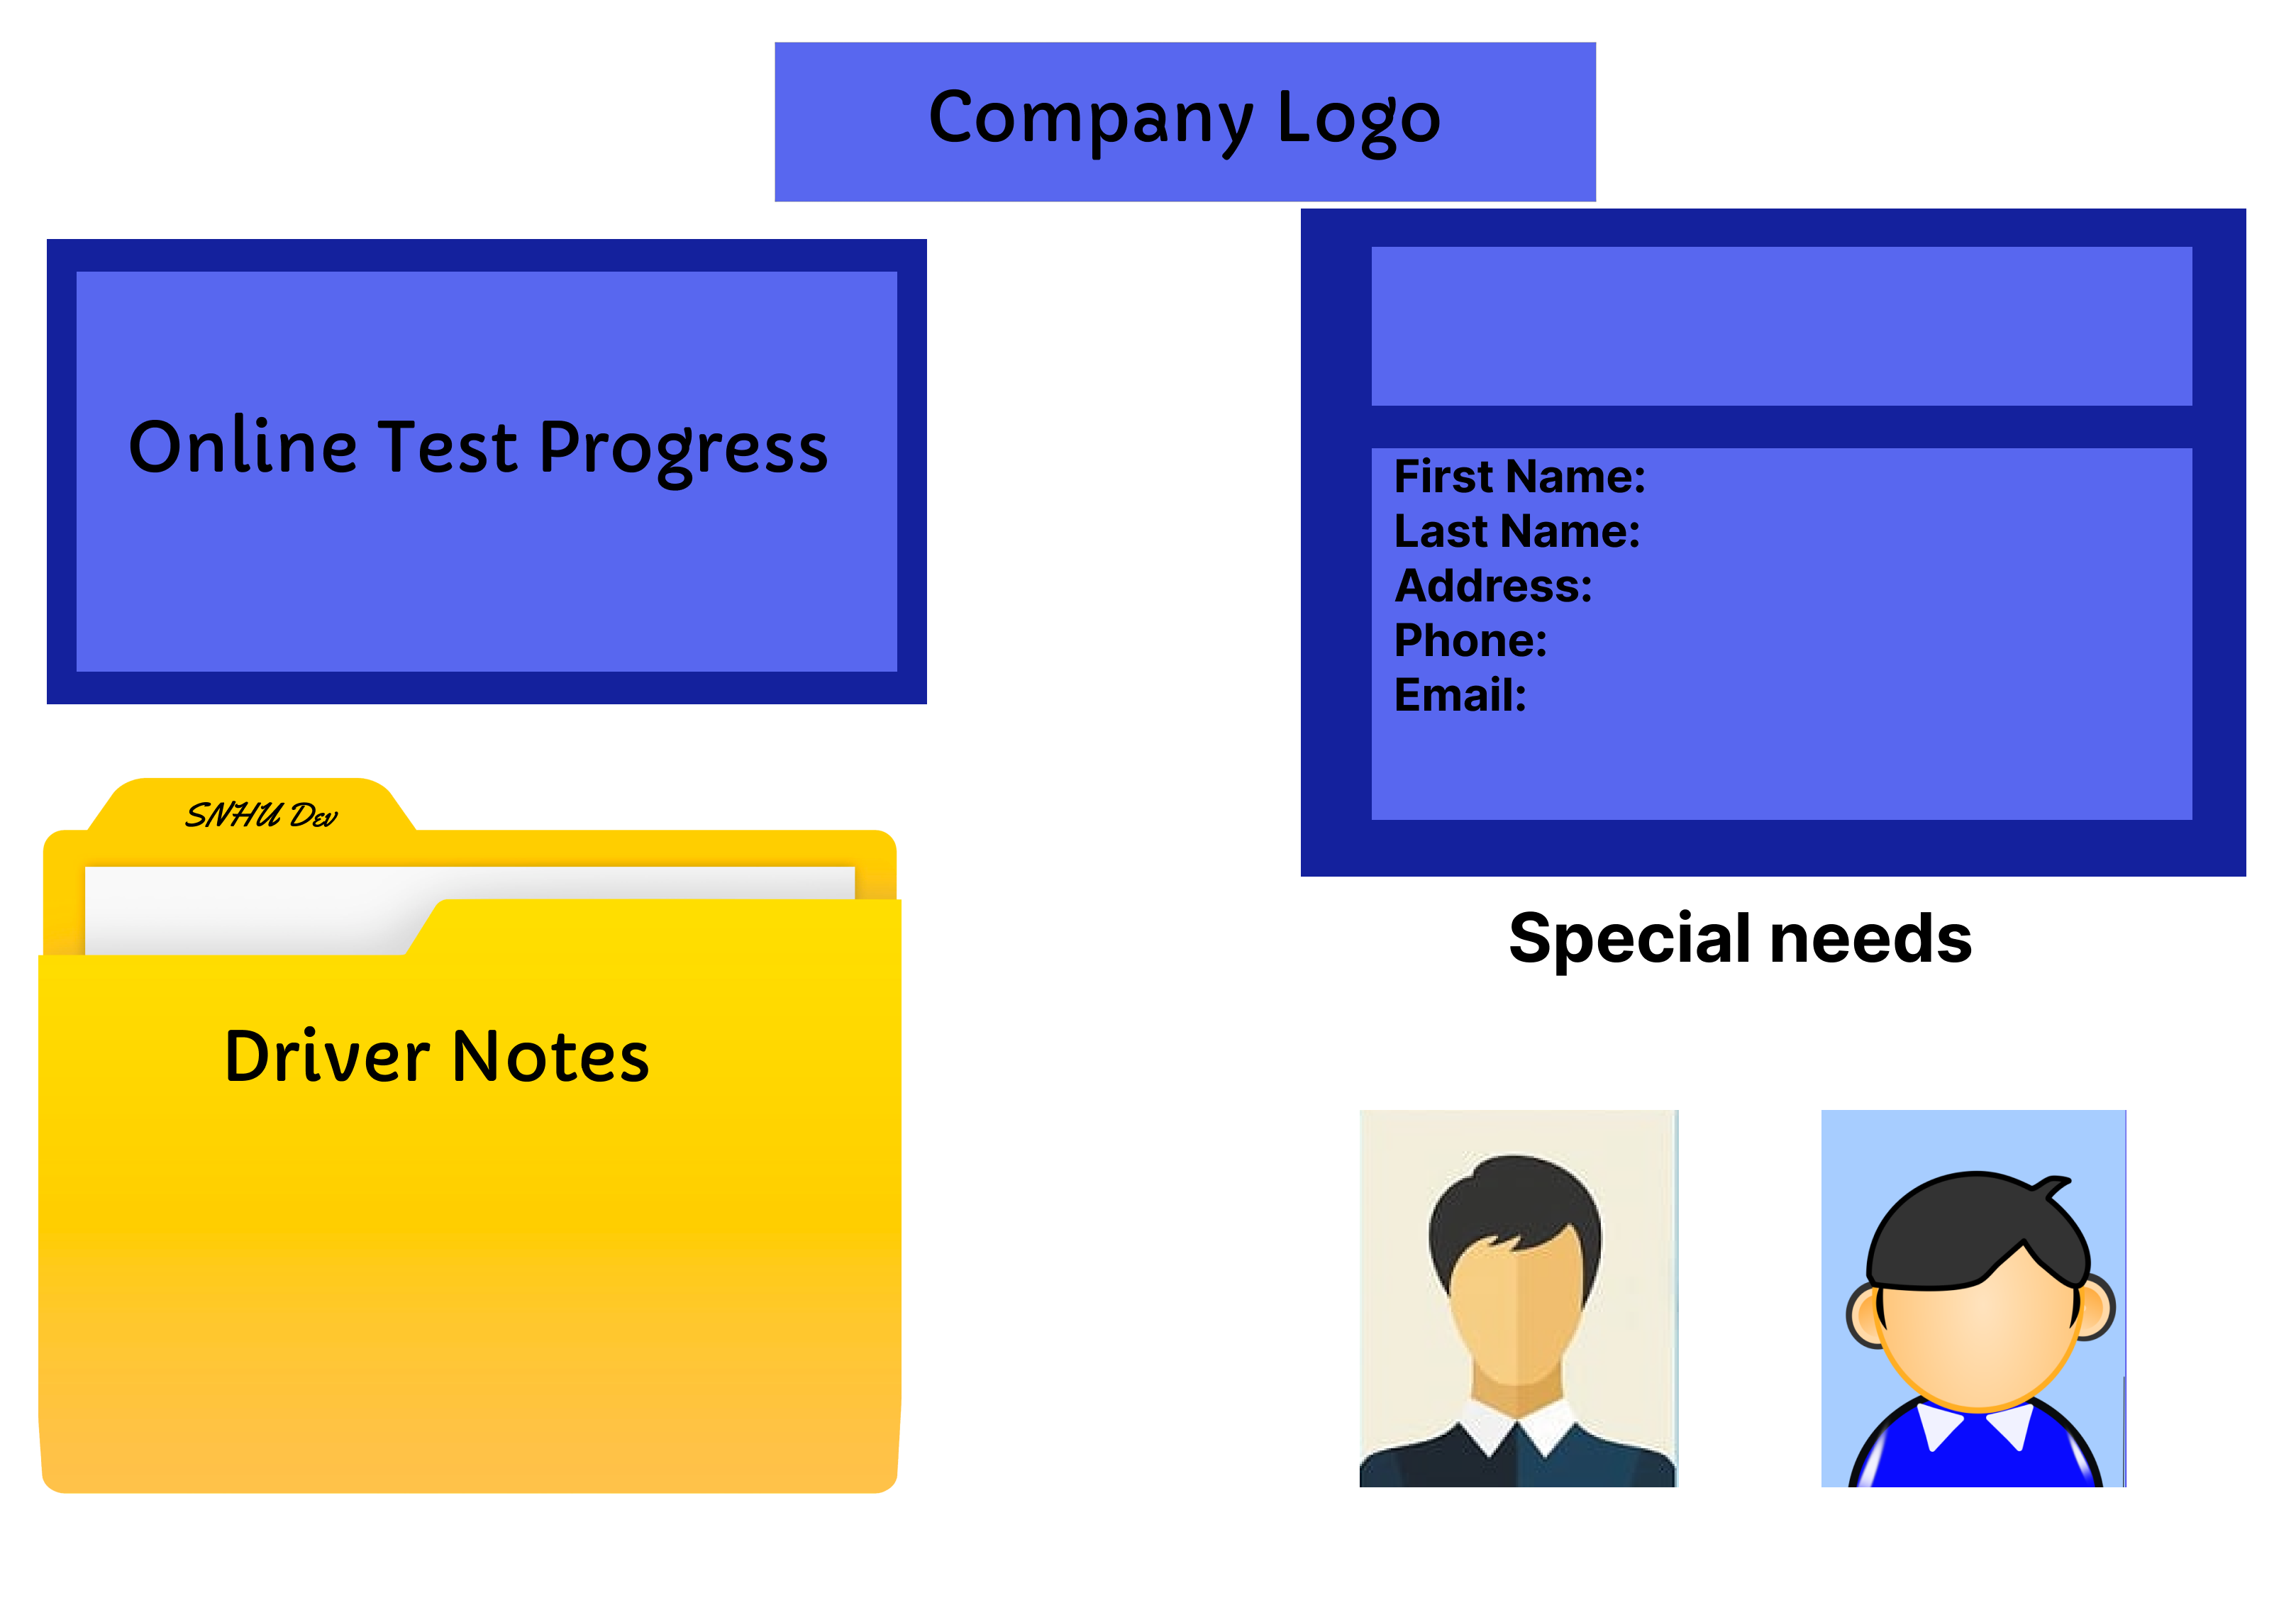 Company Logo
Online Test Progress
First Name:
Last Name:
Address:
Phone:
Email:
SNHU Dev
Driver Notes
Special needs